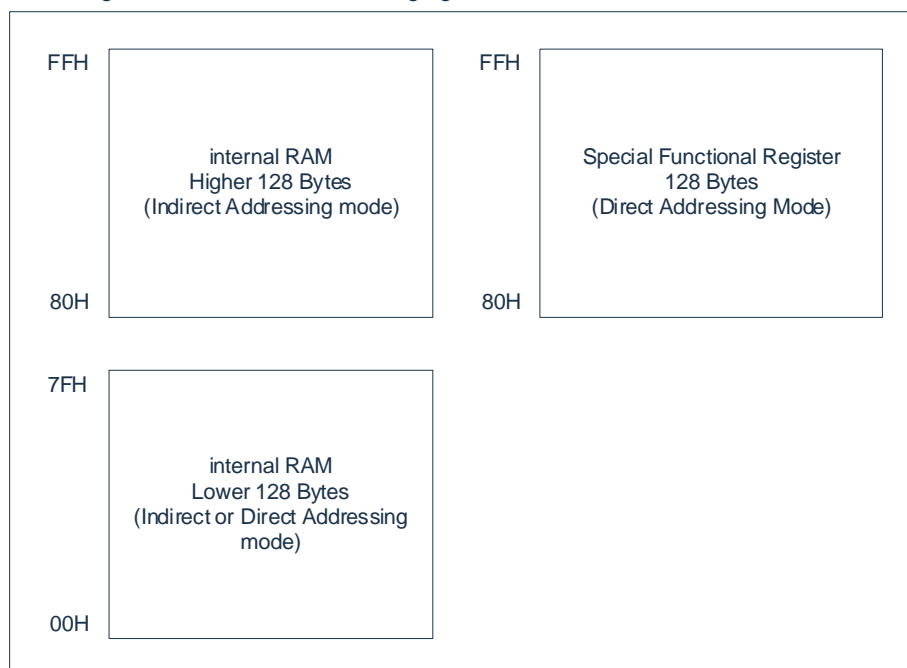 FFH
internal RAM
Higher 128 Bytes
(Indirect Addressing mode)
80H
FFH
Special Functional Register
128 Bytes
(Direct Addressing Mode)
80H
7FH
internal RAM
Lower 128 Bytes
(Indirect or Direct Addressing
mode)
00H